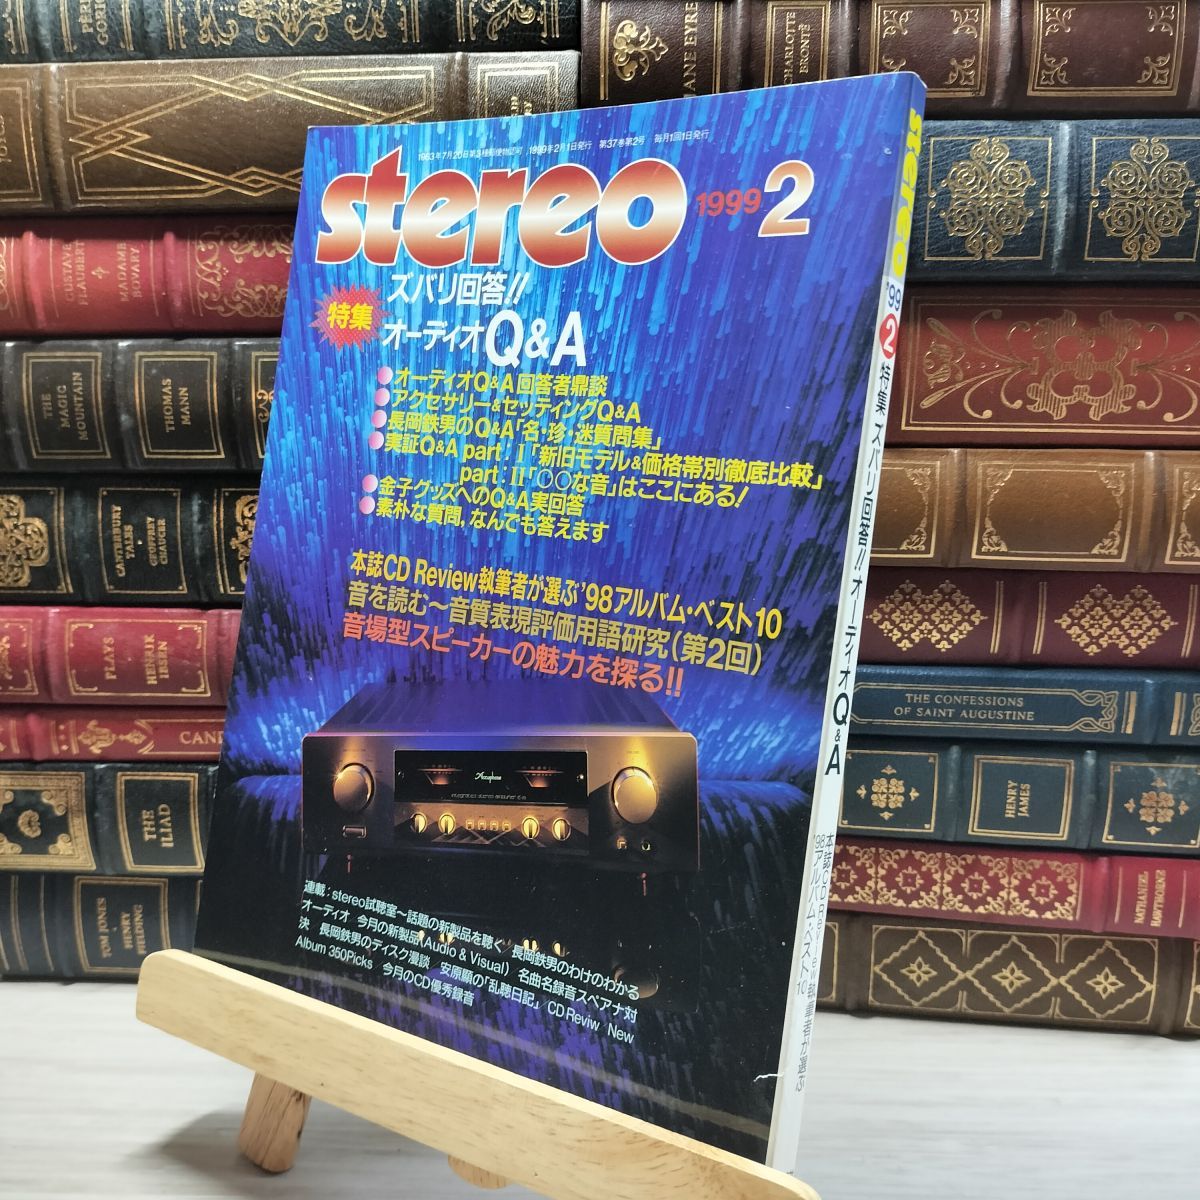 1963年7月20日第3種郵便物認可 1999年2月1日発行 第37巻第2号 毎月1回1日発行
stereo 1999 2
特集
ズバリ回答!!
オーディオQ&A
●オーディオQ&A回答者鼎談
●アクセサリー&セッティングQ&A
●長岡鉄男のQ&A「名・珍・迷質問集」
●実証Q&A part:Ⅰ「新旧モデル&価格帯別徹底比較」
part:Ⅱ「○○な音」はここにある!
●金子グッズへのQ&A実回答
●素朴な質問,なんでも答えます
本誌CD Review執筆者が選ぶ'98アルバム・ベスト10
音を読む〜音質表現評価用語研究(第2回)
音場型スピーカーの魅力を探る!!
Accuphase
連載:stereo試聴室〜話題の新製品を聴く 長岡鉄男のわけのわかる
オーディオ 今月の新製品(Audio & Visual) 名曲名録音スペアナ対
決 長岡鉄男のディスク漫談 安原顯の「乱聴日記」 CD Reviw New
Album 350Picks 今月のCD優秀録音
stereo '99 2 特集 ズバリ回答!! オーディオQ&A
本誌CD Review執筆者が選ぶ
'98アルバム・ベスト10
GUSTAVE
FLAUBERT
MADAME
BOVARY
THE
MAGIC
MOUNTAIN
THOMAS
MANN
CANTERBURY
TALES
GEOFFREY
CHAUCER
PLAYS
HENRIK
IBSEN
CAND
THE
ILIAD
TOM JONES
HENRY
FIELDING
JANE EYRE
CHARLOTTE
BRONTË
THE CONFESSIONS
OF SAINT AUGUSTINE
HENRY
JAMES
NATHANIEL
HAWTHORNE